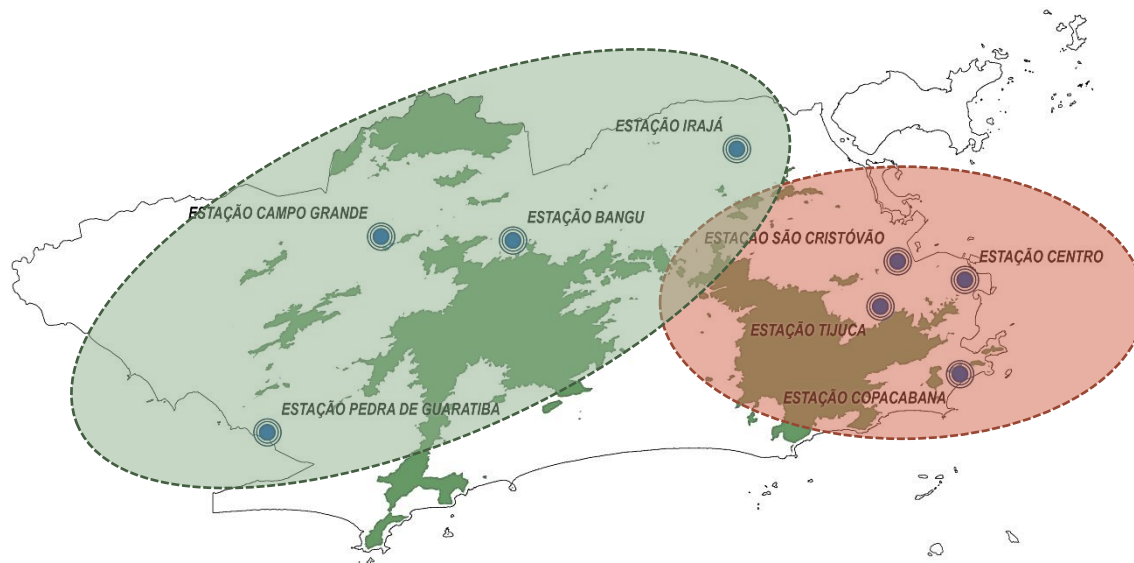 ESTAÇÃO IRAJÁ
ESTAÇÃO CAMPO GRANDE
ESTAÇÃO BANGU
ESTAÇÃO SÃO CRISTÓVÃO
ESTAÇÃO CENTRO
ESTAÇÃO TIJUCA
ESTAÇÃO COPACABANA
ESTAÇÃO PEDRA DE GUARATIBA